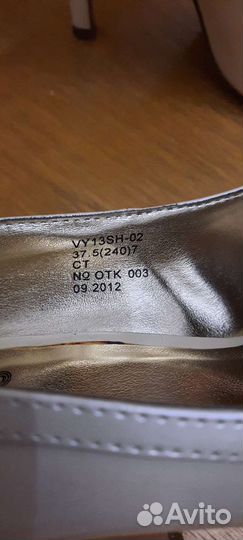 VY13SH-02
37.5(240)7
CT
NO OTK 003
09.2012
Avito